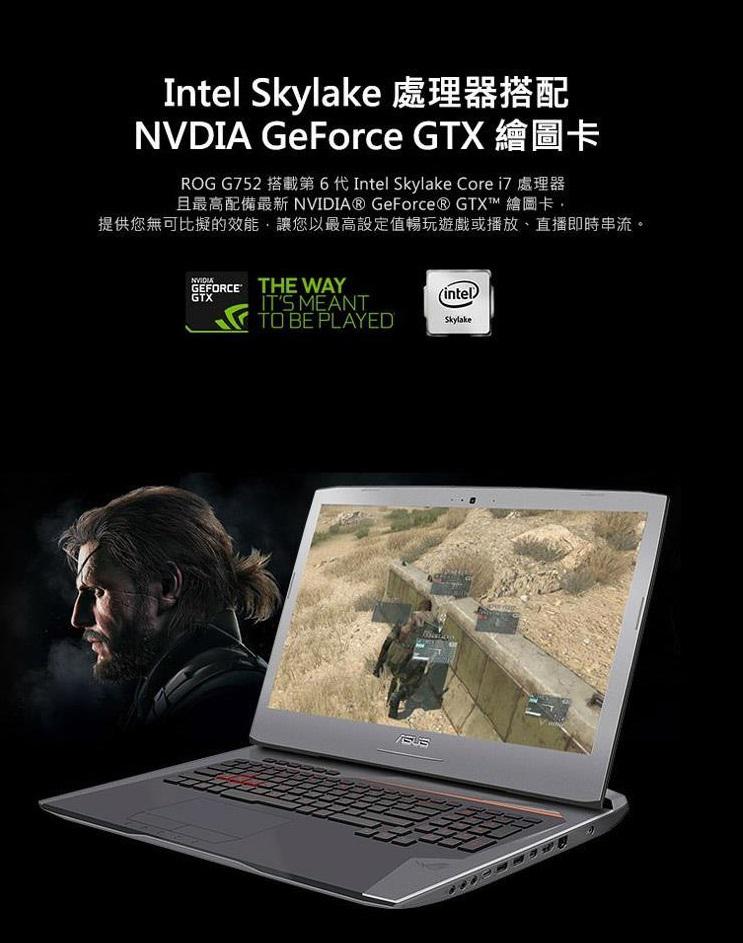 Intel Skylake 處理器搭配
NVDIA GeForce GTX 繪圖卡
ROG G752 搭載第 6 代 Intel Skylake Core i7 處理器
且最高配備最新 NVIDIA® GeForce® GTX™ 繪圖卡，
提供您無可比擬的效能，讓您以最高設定值暢玩遊戲或播放、直播即時串流。
NVIDIA
GEFORCE®
GTX
THE WAY
IT'S MEANT
TO BE PLAYED
intel
Skylake
ASUS